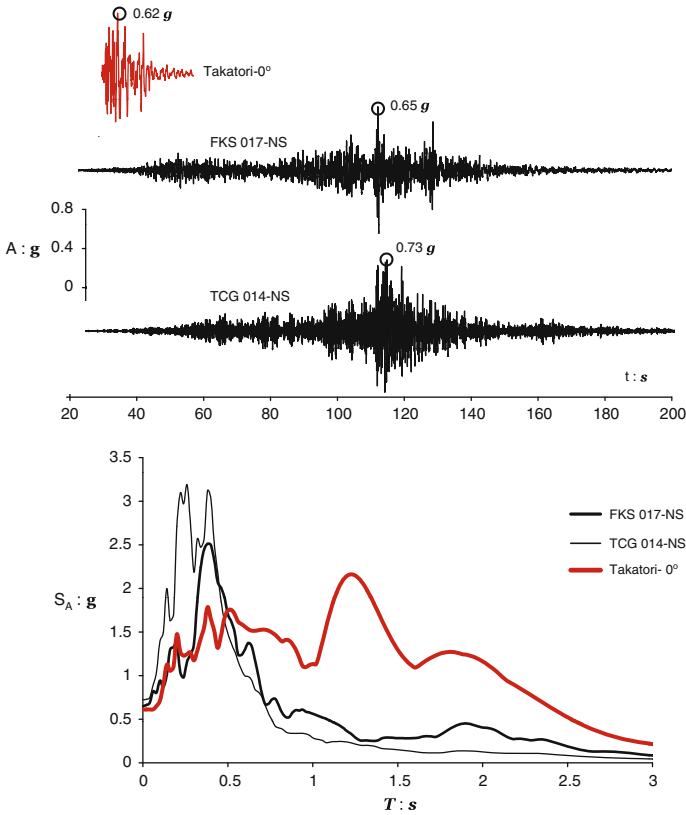 0.62 g
Takatori-0°
0.65 g
FKS 017-NS
0.8
A : g
0.4
0.73 g
0
TCG 014-NS
t : s
20 40 60 80 100 120 140 160 180 200
3.5
3
FKS 017-NS
2.5
TCG 014-NS
Takatori- 0°
2
S_A : g
1.5
1
0.5
0
0 0.5 1 1.5 2 2.5 3
T : s